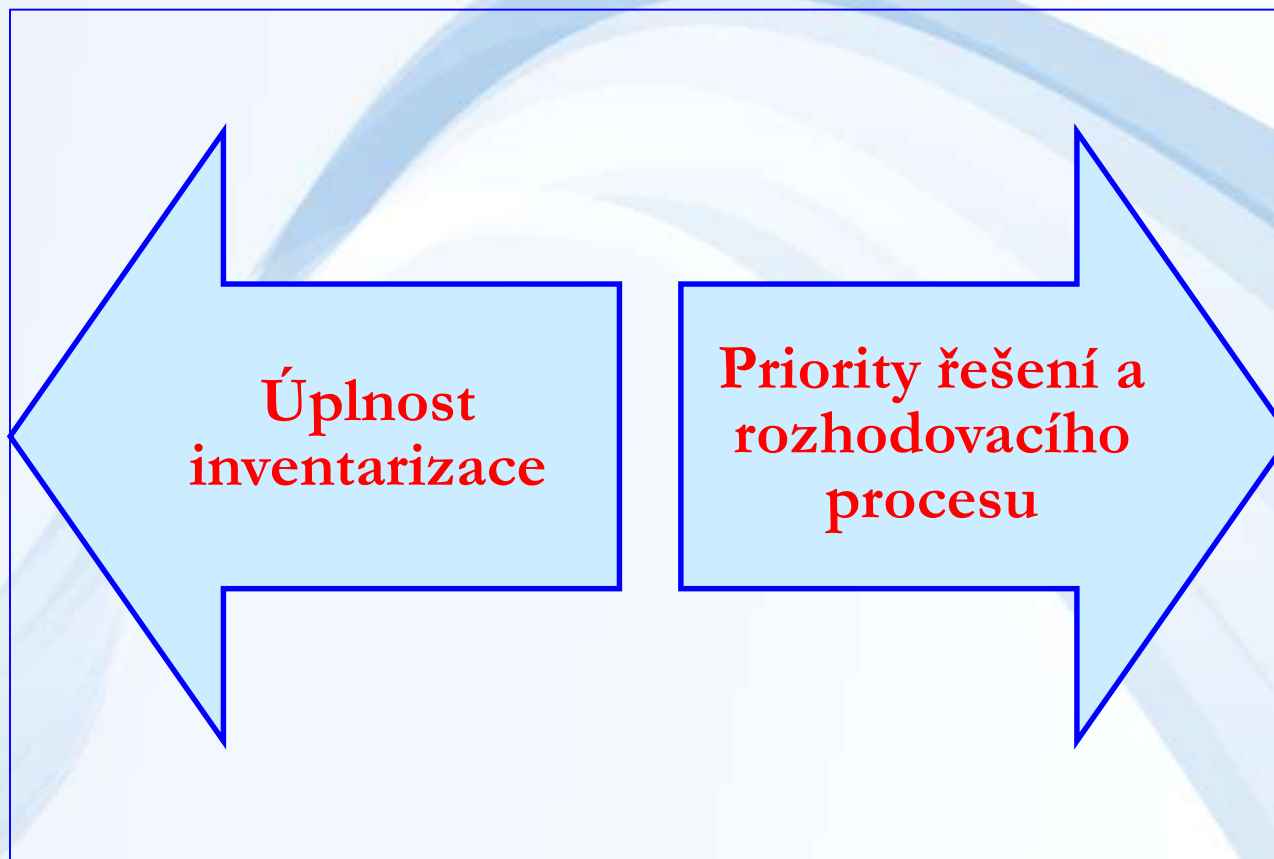 Úplnost
inventarizace
Priority řešení a
rozhodovacího
procesu